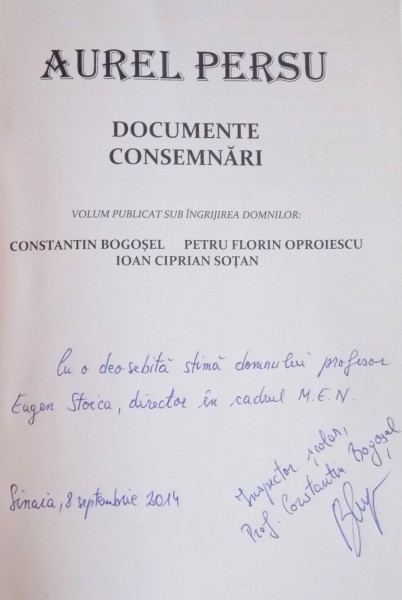 AUREL PERSU
DOCUMENTE
CONSEMNĂRI
VOLUM PUBLICAT SUB ÎNGRIJIREA DOMNILOR:
CONSTANTIN BOGOȘEL PETRU FLORIN OPROIESCU
IOAN CIPRIAN SOȚAN
Cu o deosebită stimă domnului profesor
Eugen Stoica, director în cadrul M.E.N.
Inspector școlar,
Prof. Constantin Bogoșel
Sinaia, 8 septembrie 2014